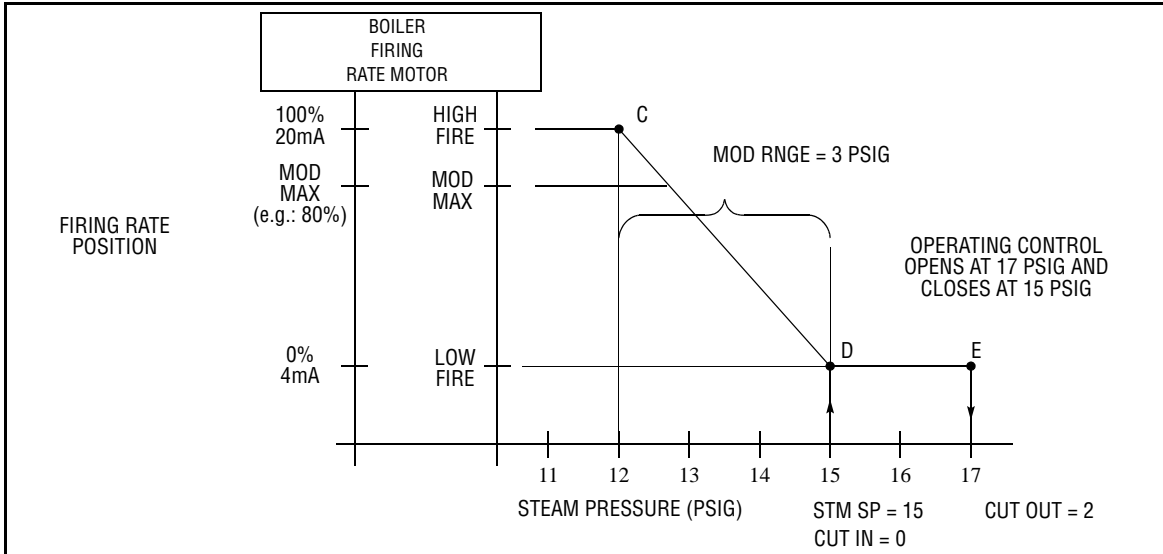 BOILER
FIRING
RATE MOTOR
100%
20mA
HIGH
FIRE
C
MOD RNGE = 3 PSIG
MOD
MAX
(e.g.: 80%)
MOD
MAX
FIRING RATE
POSITION
OPERATING CONTROL
OPENS AT 17 PSIG AND
CLOSES AT 15 PSIG
0%
4mA
LOW
FIRE
D
E
11 12 13 14 15 16 17
STEAM PRESSURE (PSIG)
STM SP = 15
CUT IN = 0
CUT OUT = 2